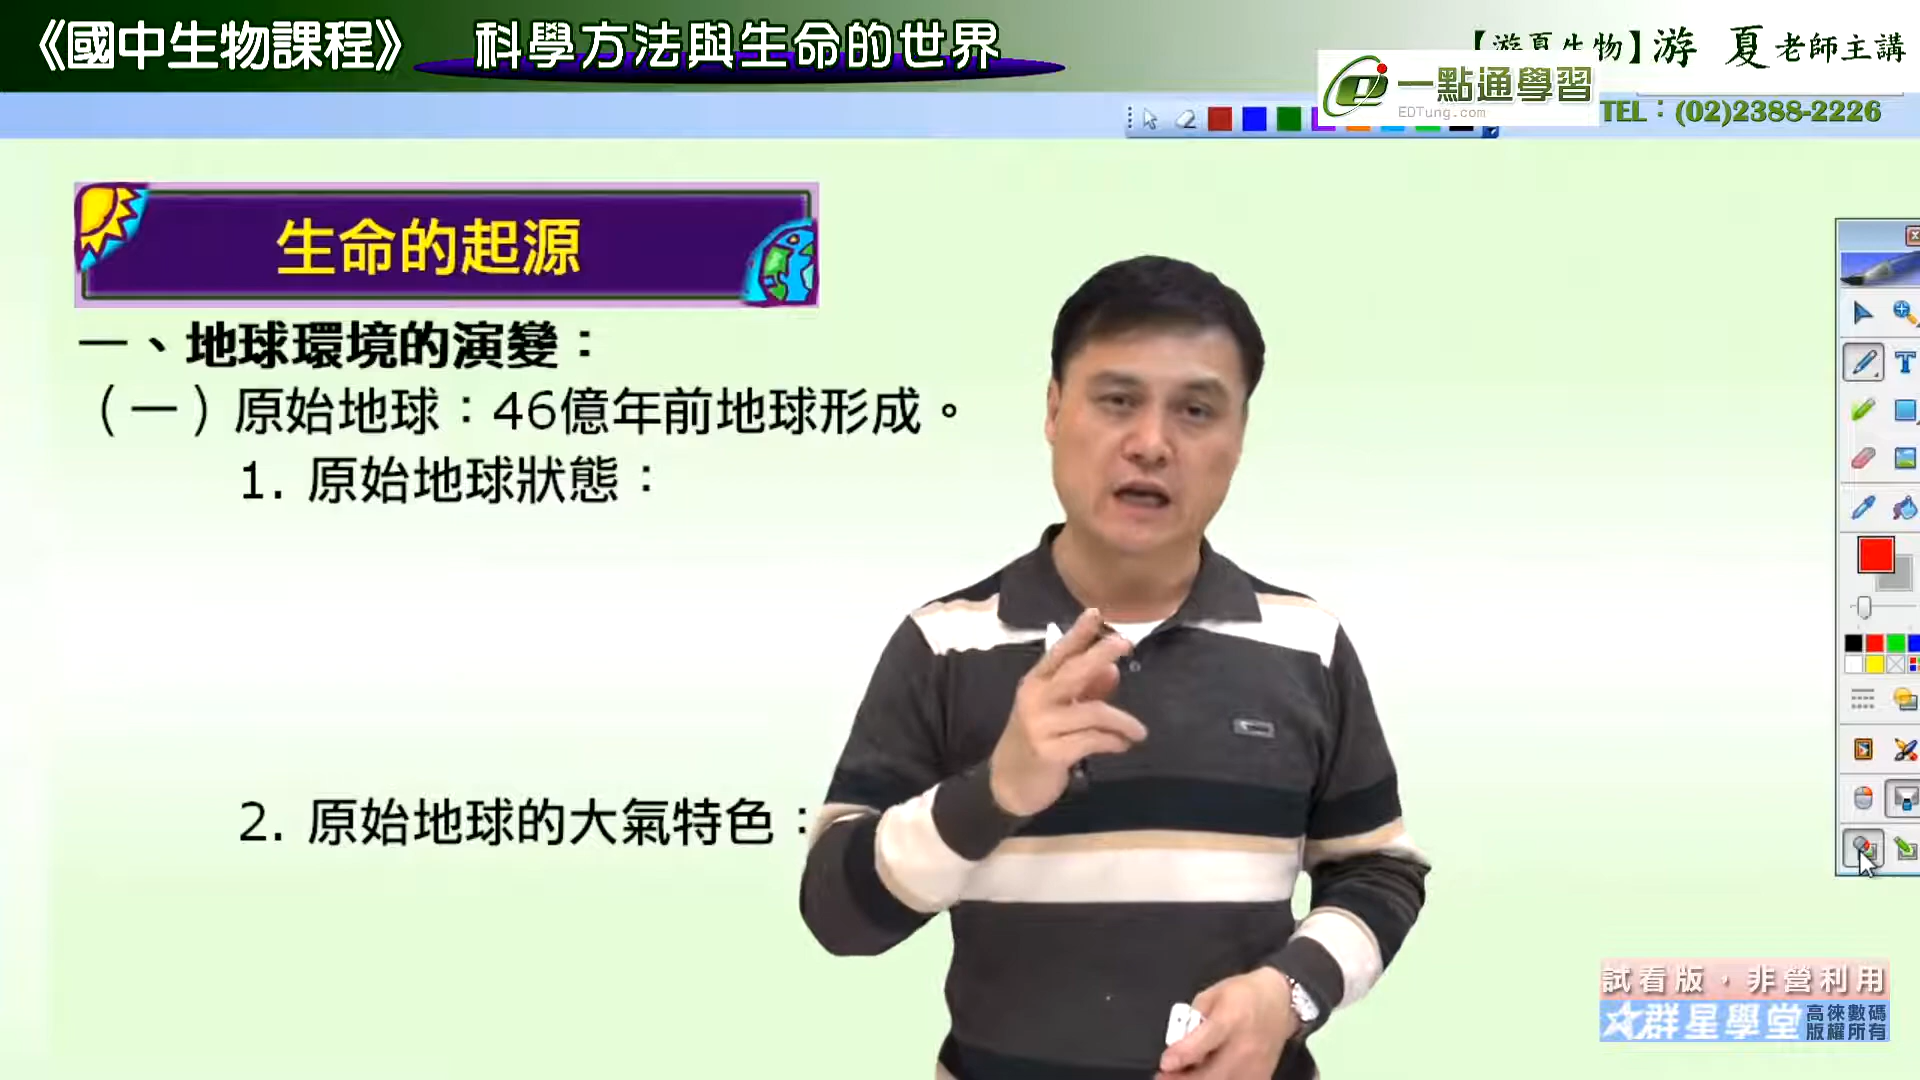 《國中生物課程》 科學方法與生命的世界
【游夏生物】游 夏老師主講
一點通學習
EDTung.com
TEL：(02)2388-2226
生命的起源
一、地球環境的演變：
（一）原始地球：46億年前地球形成。
1. 原始地球狀態：
2. 原始地球的大氣特色：
試看版，非營利用
群星學堂
高徠數碼
版權所有